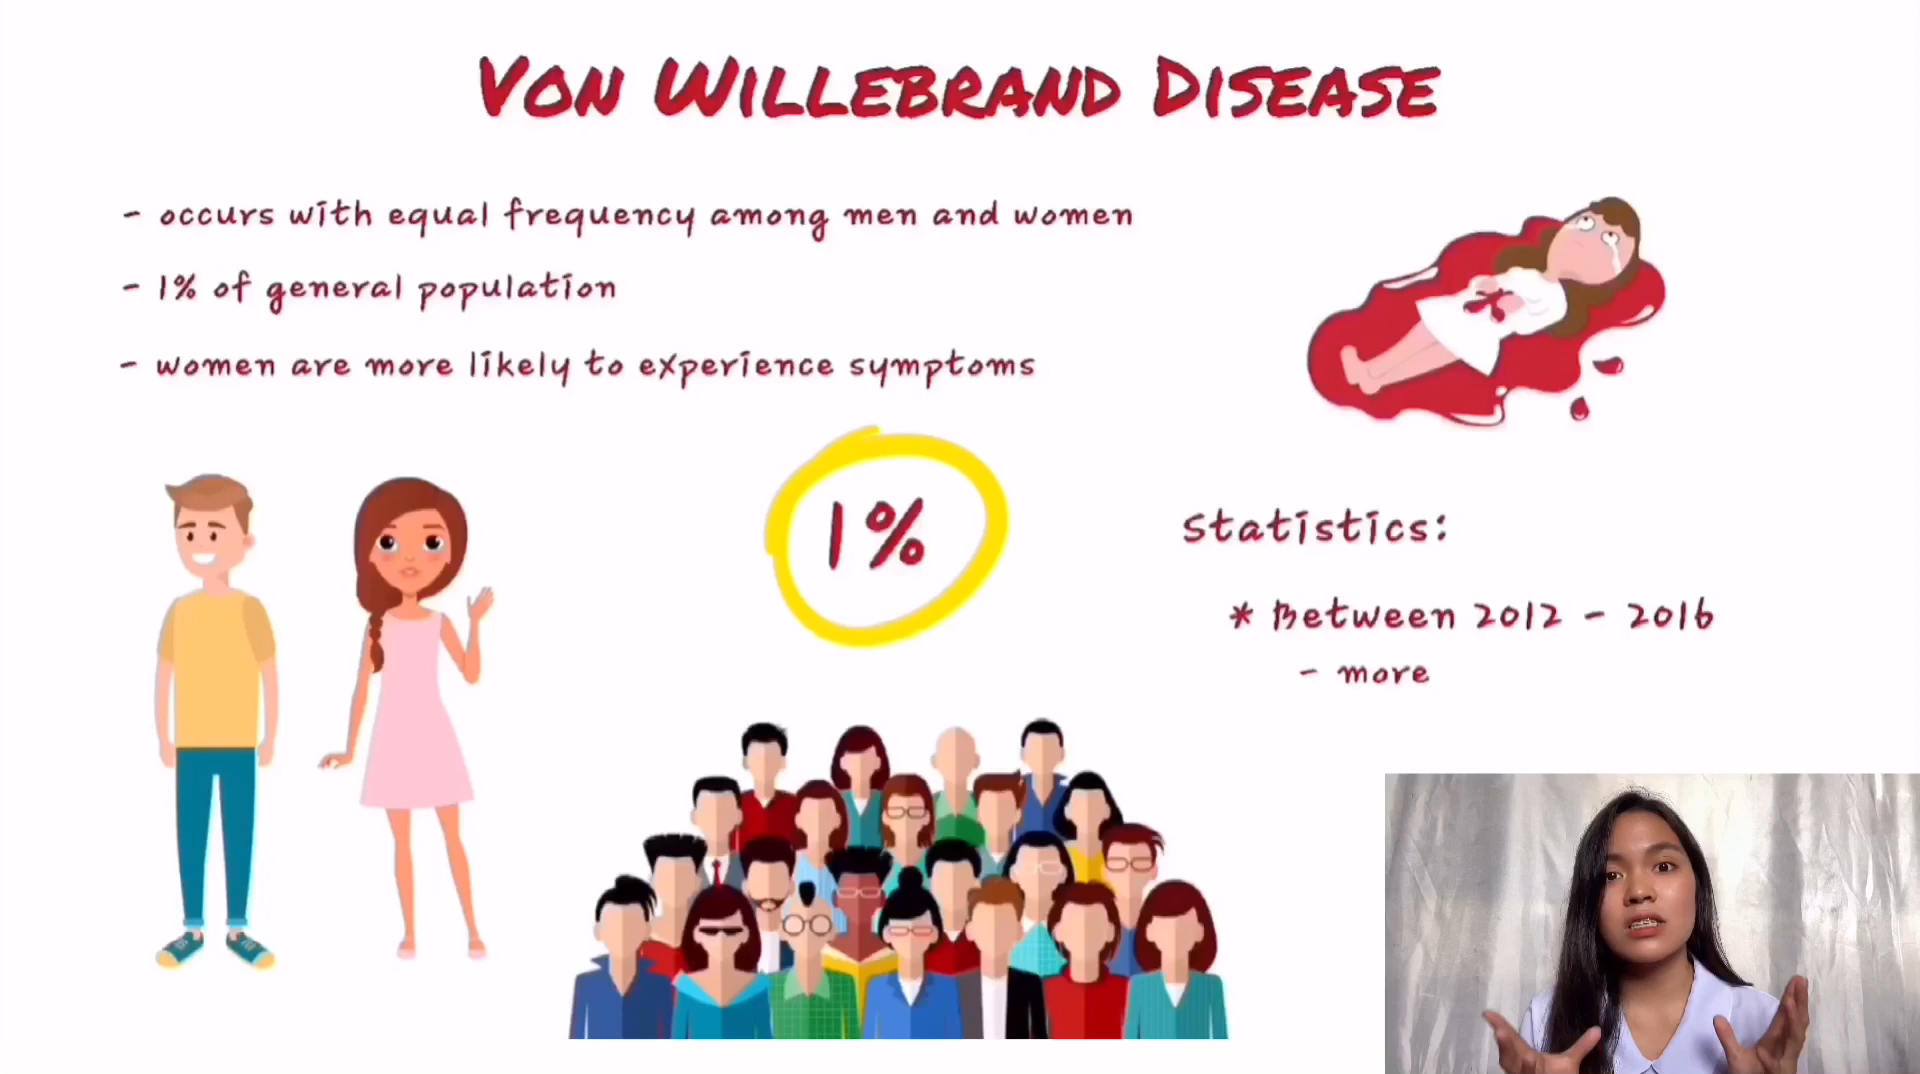 Von Willebrand Disease
- occurs with equal frequency among men and women
- 1% of general population
- women are more likely to experience symptoms
1%
Statistics:
* Between 2012 - 2016
- more